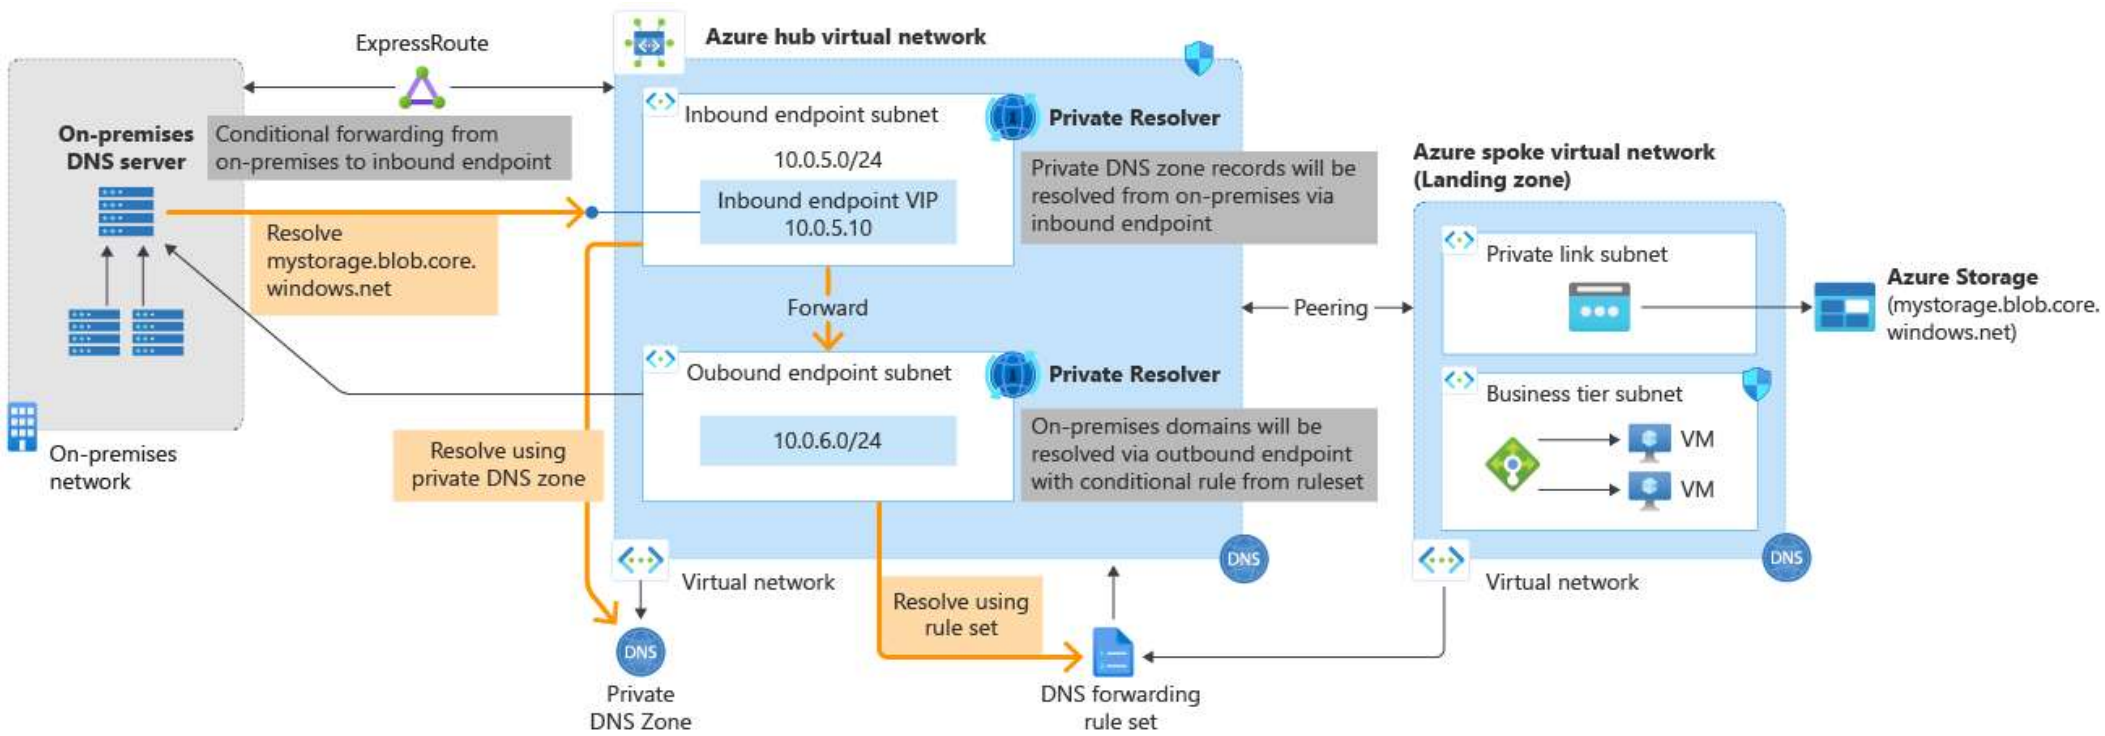 ExpressRoute
Azure hub virtual network
On-premises
DNS server
Conditional forwarding from
on-premises to inbound endpoint
Inbound endpoint subnet
Private Resolver
10.0.5.0/24
Inbound endpoint VIP
10.0.5.10
Private DNS zone records will be
resolved from on-premises via
inbound endpoint
Resolve
mystorage.blob.core.
windows.net
Forward
Peering
Azure spoke virtual network
(Landing zone)
Private link subnet
Azure Storage
(mystorage.blob.core.
windows.net)
Oubound endpoint subnet
Private Resolver
10.0.6.0/24
On-premises domains will be
resolved via outbound endpoint
with conditional rule from ruleset
Business tier subnet
VM
VM
On-premises
network
Resolve using
private DNS zone
Virtual network
DNS
Virtual network
DNS
Resolve using
rule set
DNS
Private
DNS Zone
DNS forwarding
rule set